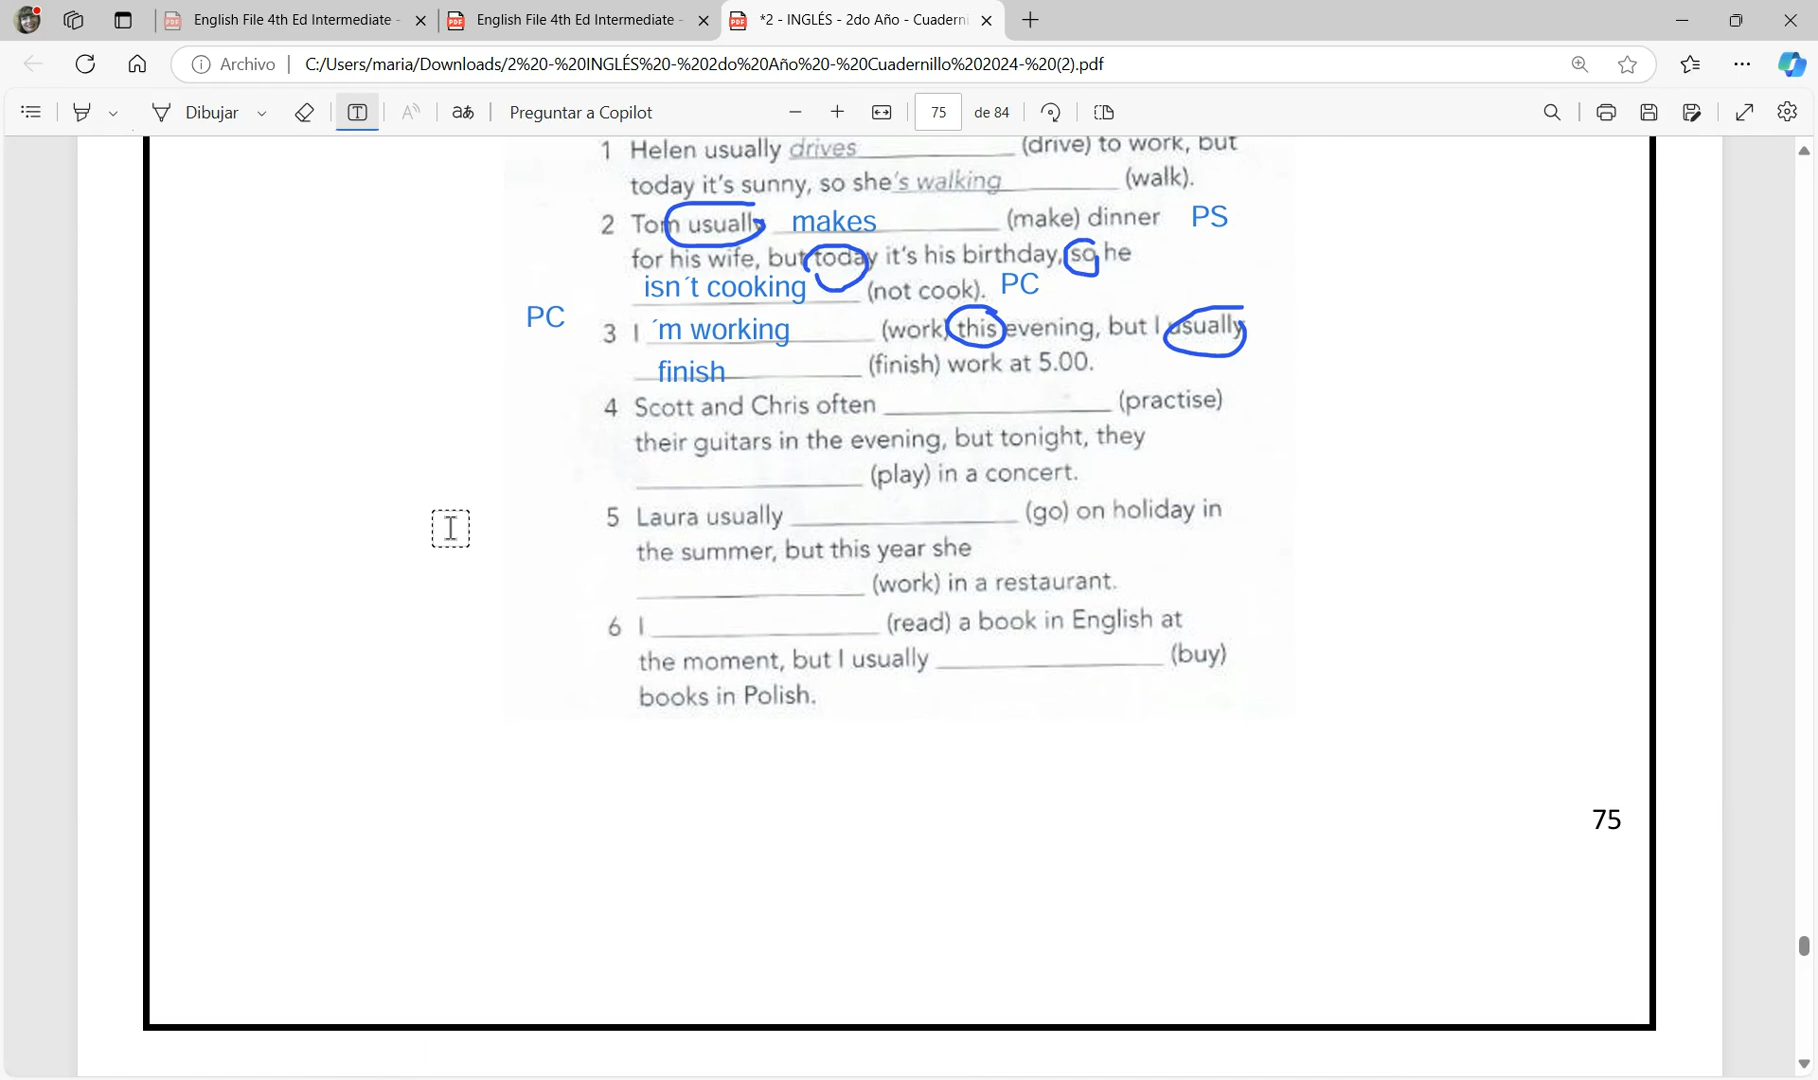 English File 4th Ed Intermediate -
English File 4th Ed Intermediate -
*2 - INGLÉS - 2do Año - Cuaderni
Archivo
C:/Users/maria/Downloads/2%20-%20INGLÉS%20-%202do%20Año%20-%20Cuadernillo%202024-%20(2).pdf
Dibujar
aあ
Preguntar a Copilot
75
de 84
1 Helen usually drives (drive) to work, but
today it's sunny, so she's walking (walk).
2 Tom usually makes (make) dinner PS
for his wife, but today it's his birthday, so he
isn´t cooking (not cook). PC
PC
3 I ´m working (work) this evening, but I usually
finish (finish) work at 5.00.
4 Scott and Chris often (practise)
their guitars in the evening, but tonight, they
(play) in a concert.
5 Laura usually (go) on holiday in
the summer, but this year she
(work) in a restaurant.
6 I (read) a book in English at
the moment, but I usually (buy)
books in Polish.
75